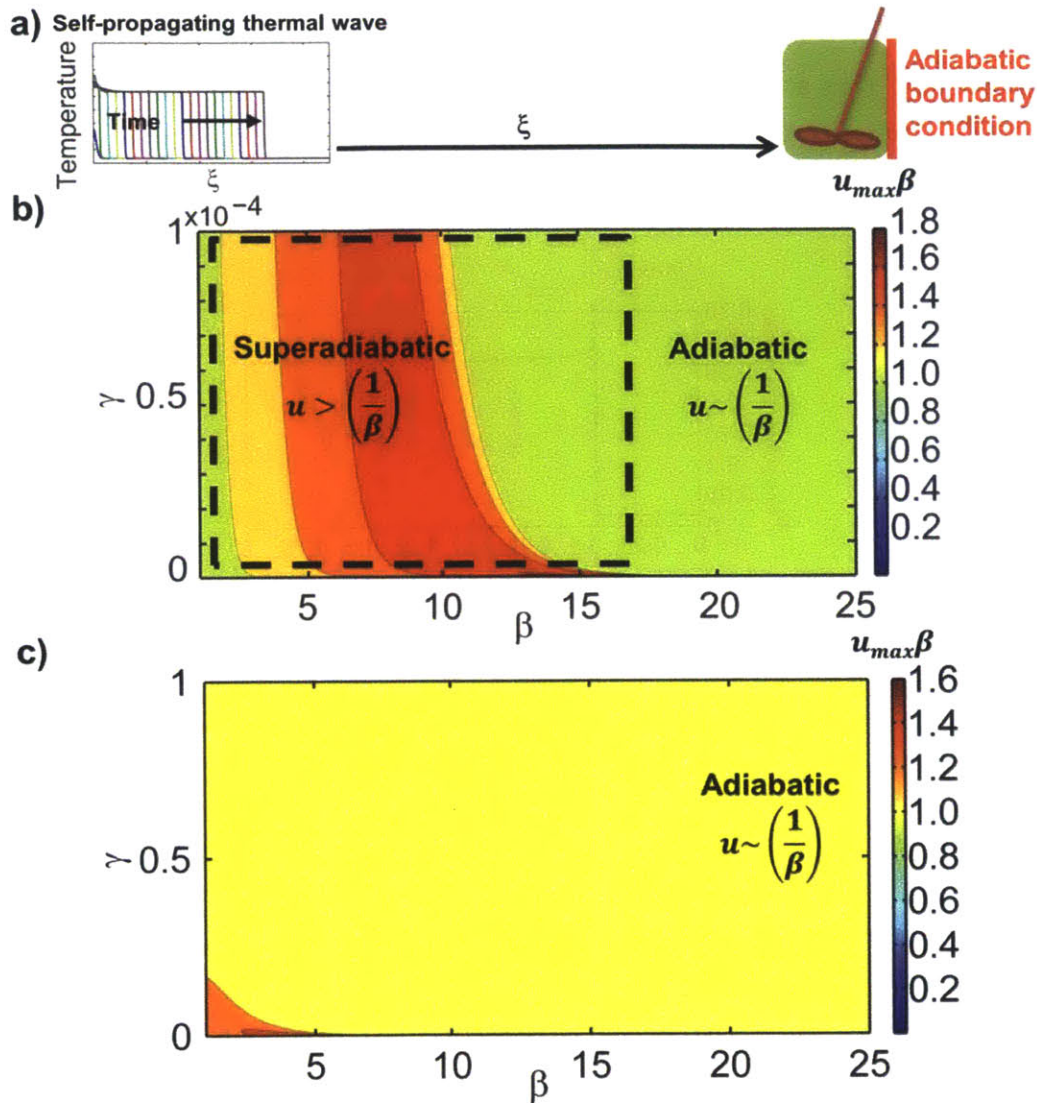 a) Self-propagating thermal wave
Temperature
Time
ξ
ξ
Adiabatic
boundary
condition
b)
1×10⁻⁴
u_maxβ
γ
0.5
0
5
10
15
20
25
β
Superadiabatic
u > (1/β)
Adiabatic
u~ (1/β)
1.8
1.6
1.4
1.2
1.0
0.8
0.6
0.4
0.2
c)
u_maxβ
1
γ
0.5
0
5
10
15
20
25
β
Adiabatic
u~ (1/β)
1.6
1.4
1.2
1.0
0.8
0.6
0.4
0.2